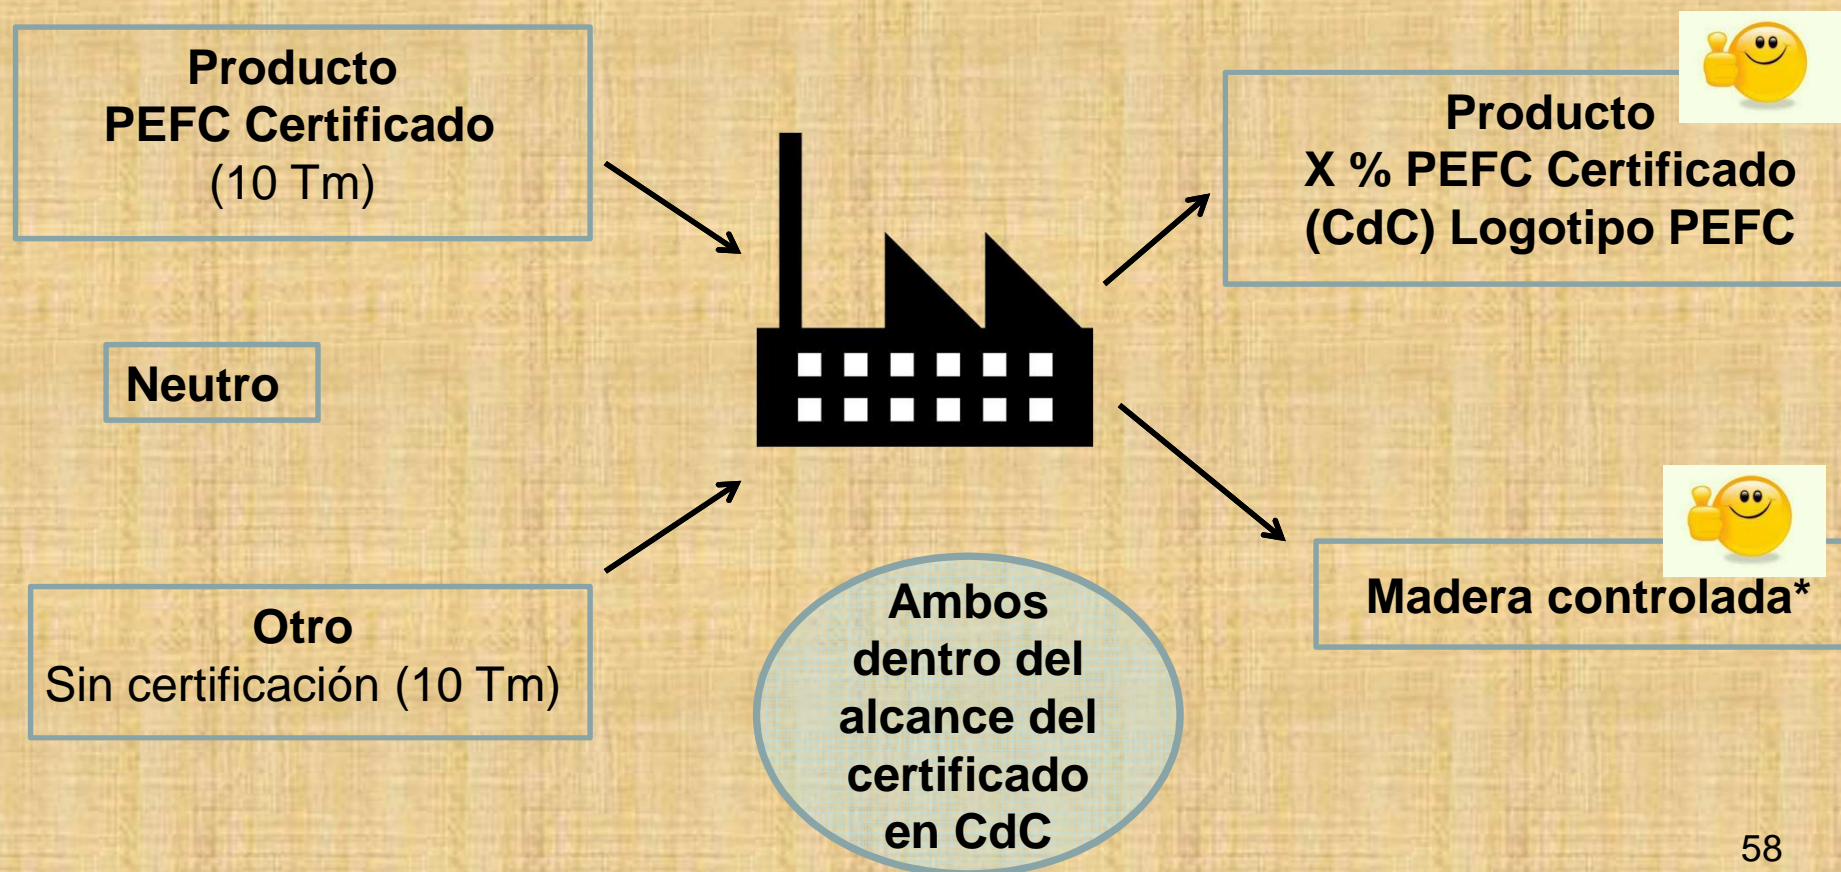 Producto
PEFC Certificado
(10 Tm)
Neutro
Otro
Sin certificación (10 Tm)
Producto
X % PEFC Certificado
(CdC) Logotipo PEFC
Madera controlada*
Ambos
dentro del
alcance del
certificado
en CdC
58